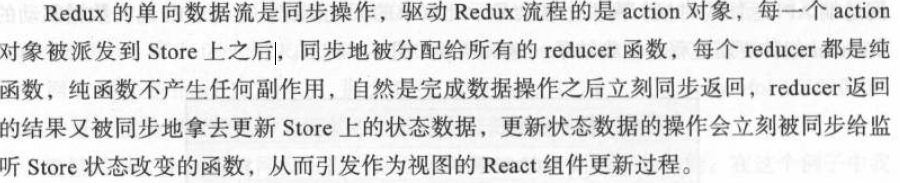 Redux 的单向数据流是同步操作，驱动 Redux 流程的是 action 对象，每一个 action
对象被派发到 Store 上之后，同步地被分配给所有的 reducer 函数，每个 reducer 都是纯
函数，纯函数不产生任何副作用，自然是完成数据操作之后立刻同步返回，reducer 返回
的结果又被同步地拿去更新 Store 上的状态数据，更新状态数据的操作会立刻被同步给监
听 Store 状态改变的函数，从而引发作为视图的 React 组件更新过程。